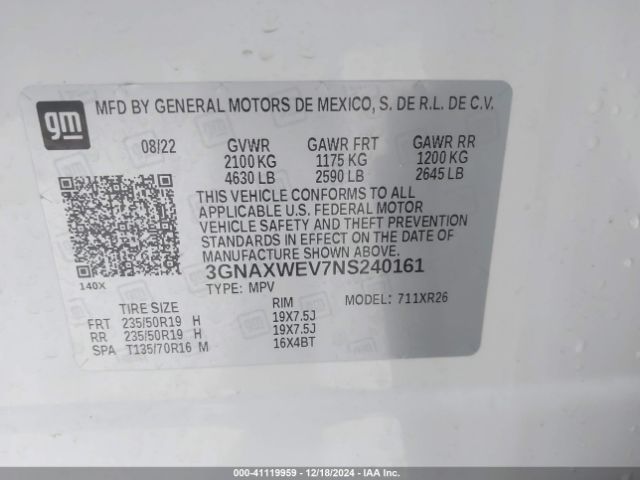 gm
MFD BY GENERAL MOTORS DE MEXICO, S. DE R.L. DE C.V.
08/22 GVWR GAWR FRT GAWR RR
2100 KG 1175 KG 1200 KG
4630 LB 2590 LB 2645 LB
THIS VEHICLE CONFORMS TO ALL
APPLICABLE U.S. FEDERAL MOTOR
VEHICLE SAFETY AND THEFT PREVENTION
STANDARDS IN EFFECT ON THE DATE OF
MANUFACTURE SHOWN ABOVE.
140X 3GNAXWEV7NS240161
TYPE: MPV MODEL: 711XR26
TIRE SIZE RIM
FRT 235/50R19 H 19X7.5J
RR 235/50R19 H 19X7.5J
SPA T135/70R16 M 16X4BT
000-41119959 - 12/18/2024 - IAA, Inc.